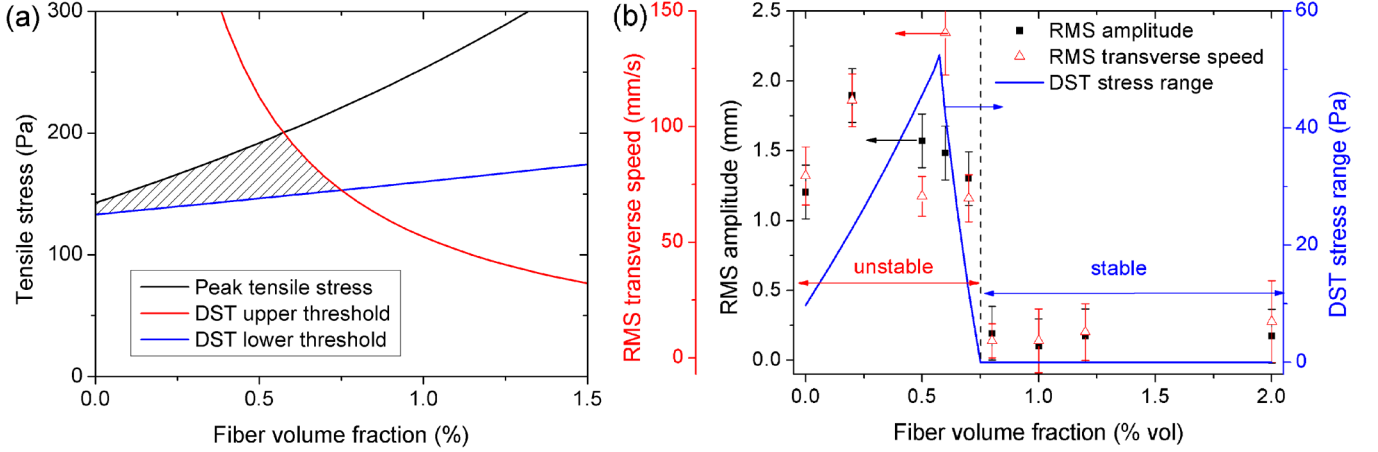 (a)
300
200
100
0
Tensile stress (Pa)
Peak tensile stress
DST upper threshold
DST lower threshold
0.0
0.5
1.0
1.5
Fiber volume fraction (%)
150
100
50
0
RMS transverse speed (mm/s)
(b)
2.5
2.0
1.5
1.0
0.5
0.0
RMS amplitude (mm)
RMS amplitude
RMS transverse speed
DST stress range
unstable
stable
60
40
20
0
DST stress range (Pa)
0.0
0.5
1.0
1.5
2.0
Fiber volume fraction (% vol)